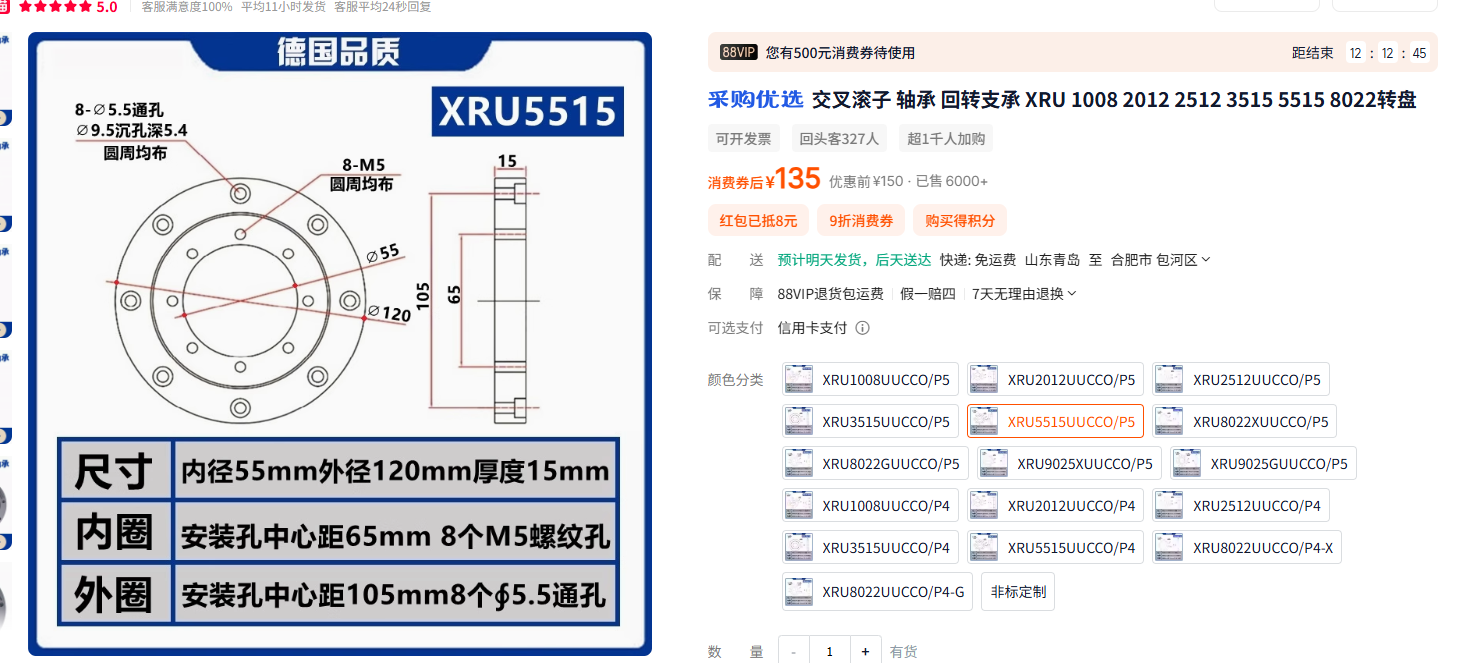 5.0 客服满意度100% 平均11小时发货 客服平均24秒回复
德国品质
XRU5515
8-∅5.5通孔
∅9.5沉孔深5.4
圆周均布
8-M5
圆周均布
15
∅55
105
65
∅120
尺寸 内径55mm外径120mm厚度15mm
内圈 安装孔中心距65mm 8个M5螺纹孔
外圈 安装孔中心距105mm8个∮5.5通孔
88VIP 您有500元消费券待使用 距结束 12 : 12 : 45
采购优选 交叉滚子 轴承 回转支承 XRU 1008 2012 2512 3515 5515 8022转盘
可开发票 回头客327人 超1千人加购
消费券后¥135 优惠前¥150 · 已售 6000+
红包已抵8元 9折消费券 购买得积分
配送 预计明天发货，后天送达 快递: 免运费 山东青岛 至 合肥市 包河区
保障 88VIP退货包运费 假一赔四 7天无理由退换
可选支付 信用卡支付
颜色分类 XRU1008UUCCO/P5 XRU2012UUCCO/P5 XRU2512UUCCO/P5
XRU3515UUCCO/P5 XRU5515UUCCO/P5 XRU8022XUUCCO/P5
XRU8022GUUCCO/P5 XRU9025XUUCCO/P5 XRU9025GUUCCO/P5
XRU1008UUCCO/P4 XRU2012UUCCO/P4 XRU2512UUCCO/P4
XRU3515UUCCO/P4 XRU5515UUCCO/P4 XRU8022UUCCO/P4-X
XRU8022UUCCO/P4-G 非标定制
数量 - 1 + 有货